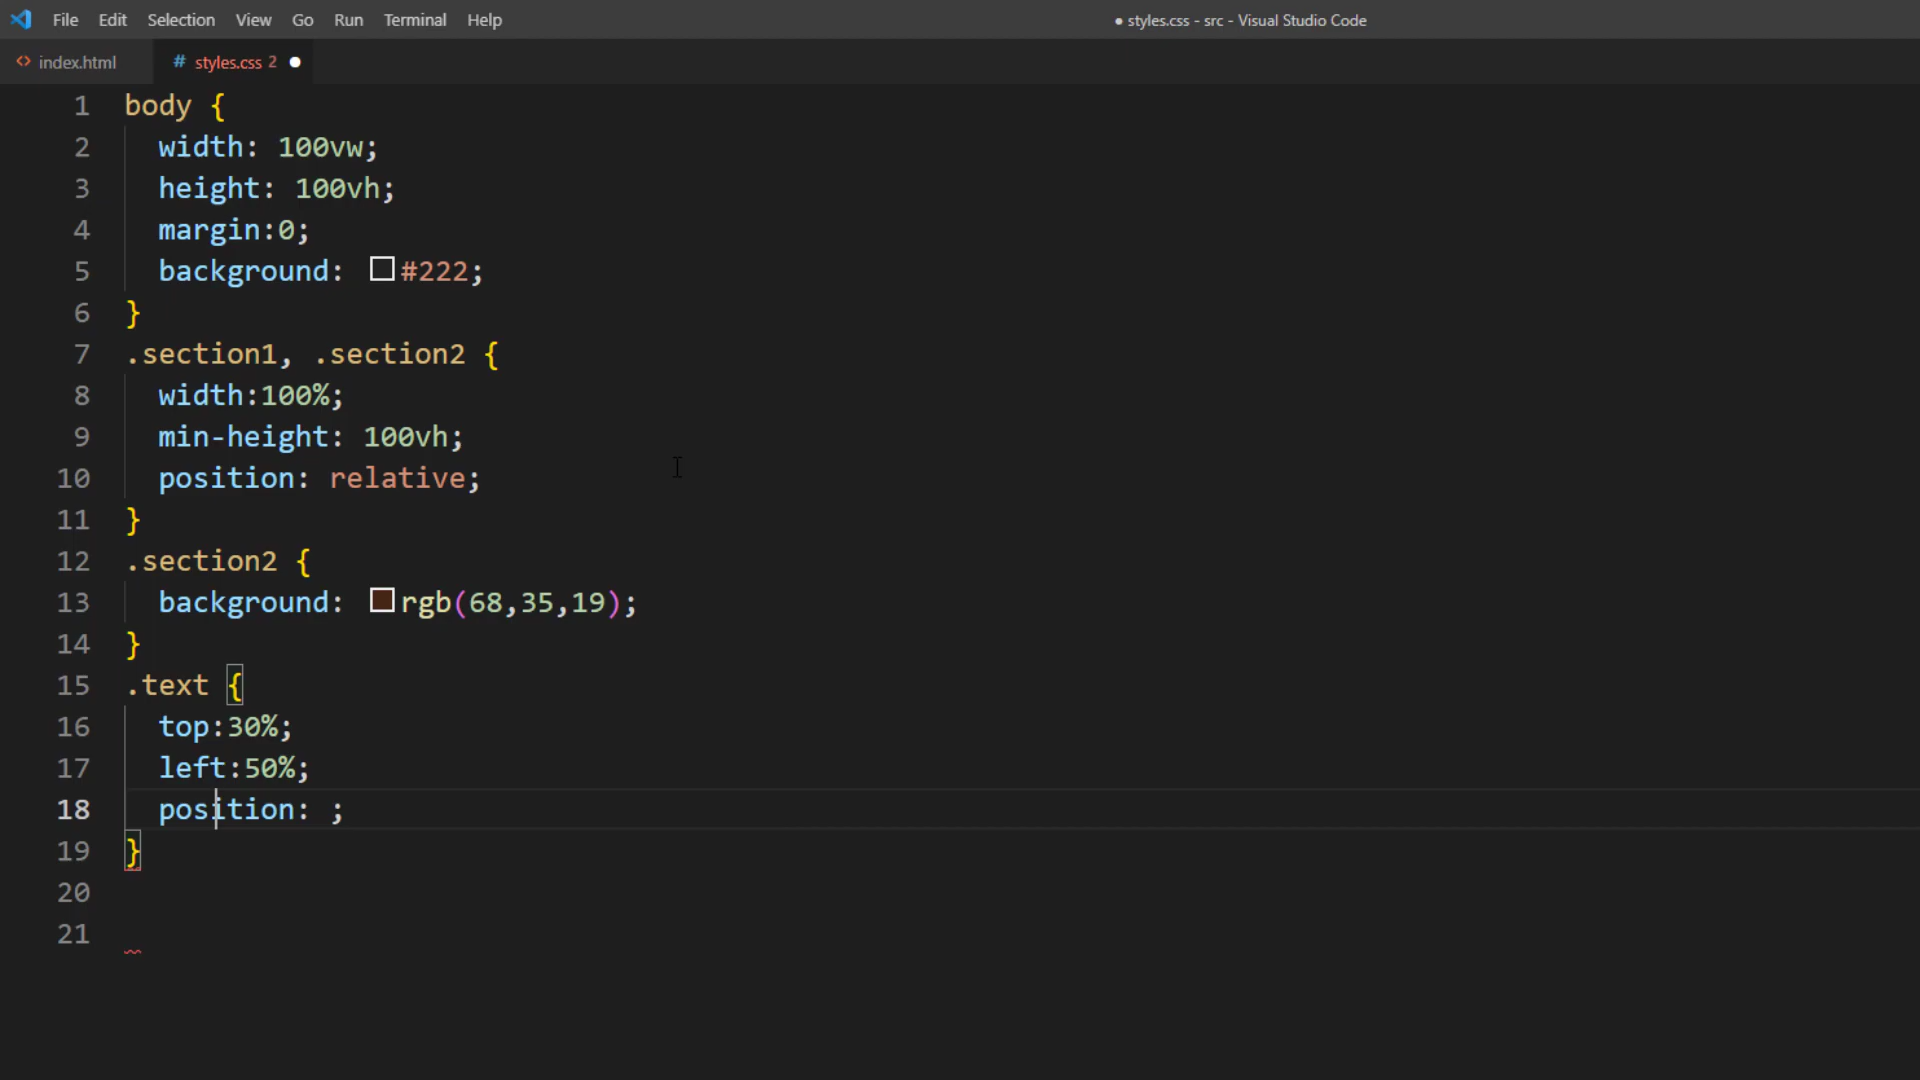 File Edit Selection View Go Run Terminal Help ● styles.css - src - Visual Studio Code
<> index.html # styles.css 2 ●
1 body {
2 width: 100vw;
3 height: 100vh;
4 margin:0;
5 background: #222;
6 }
7 .section1, .section2 {
8 width:100%;
9 min-height: 100vh;
10 position: relative;
11 }
12 .section2 {
13 background: rgb(68,35,19);
14 }
15 .text {
16 top:30%;
17 left:50%;
18 position: ;
19 }
20
21